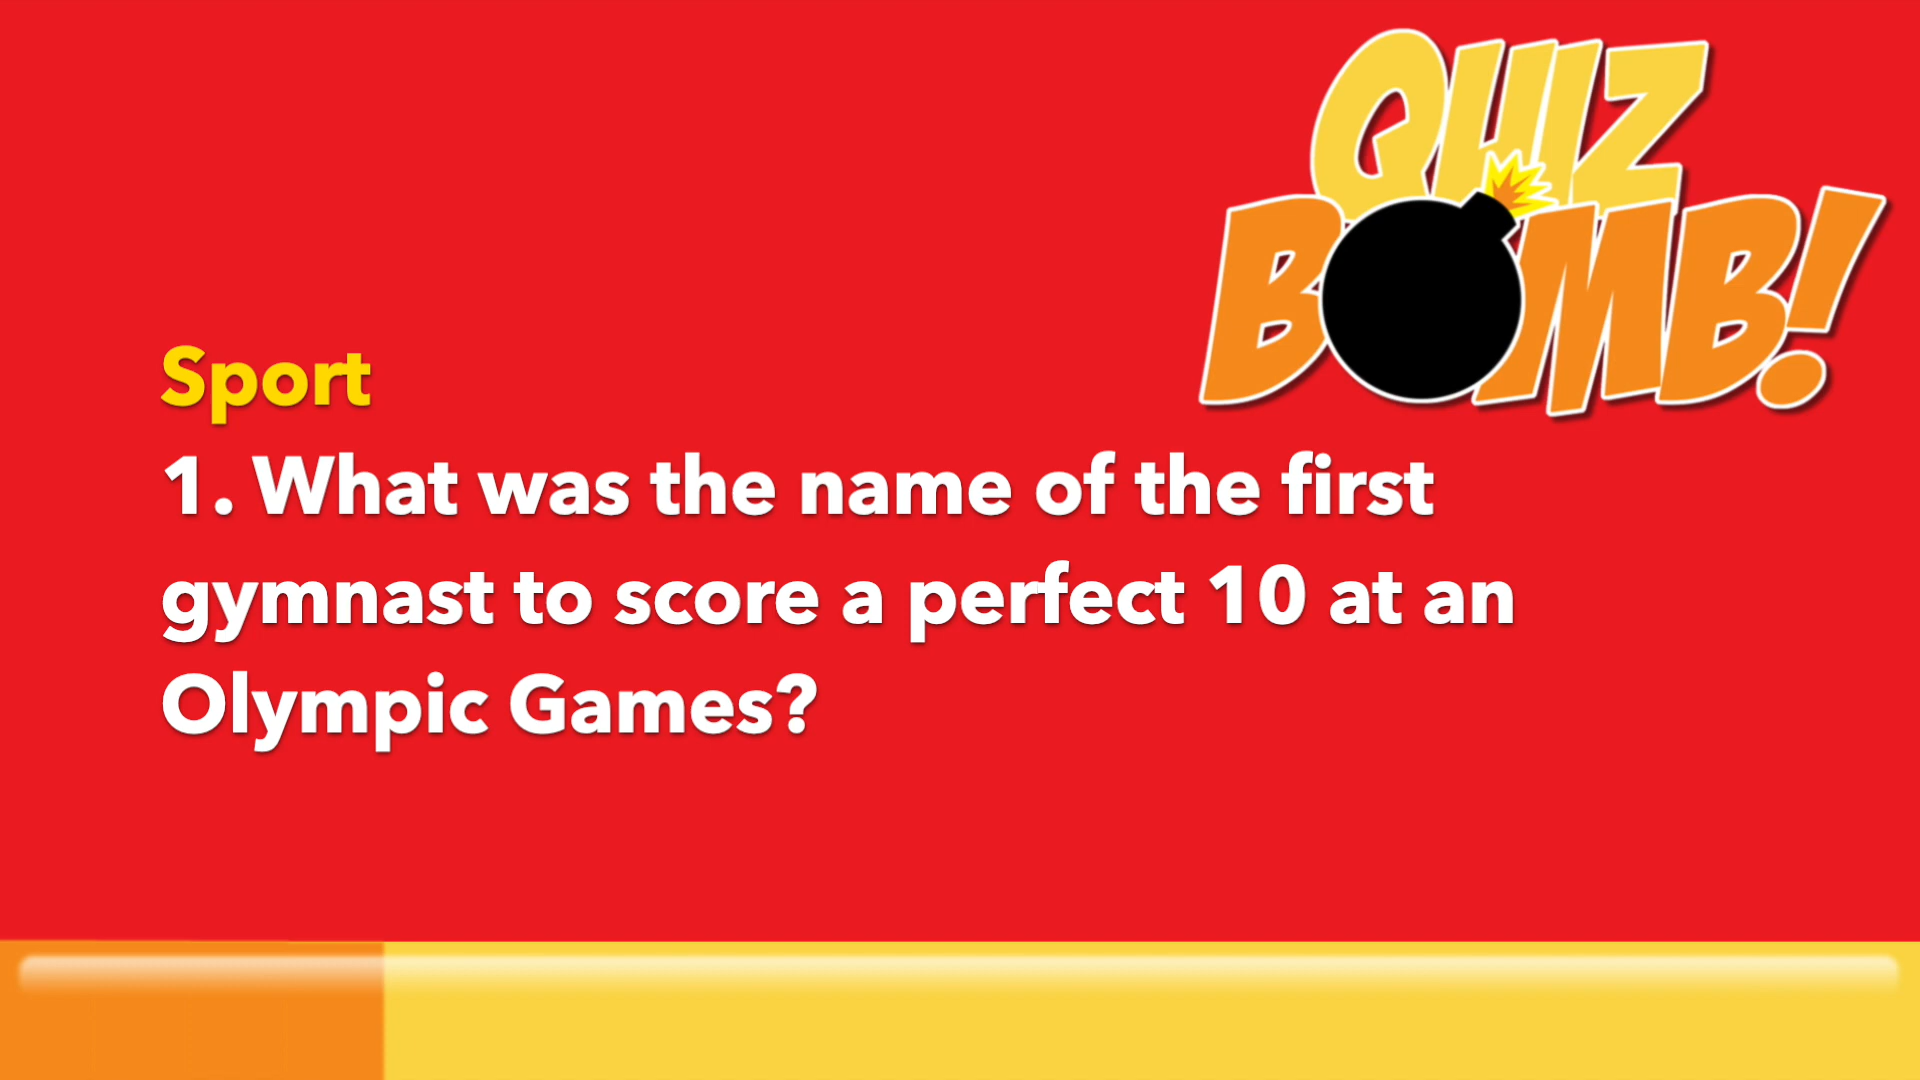 QUIZ
BOMB!
Sport
1. What was the name of the first
gymnast to score a perfect 10 at an
Olympic Games?